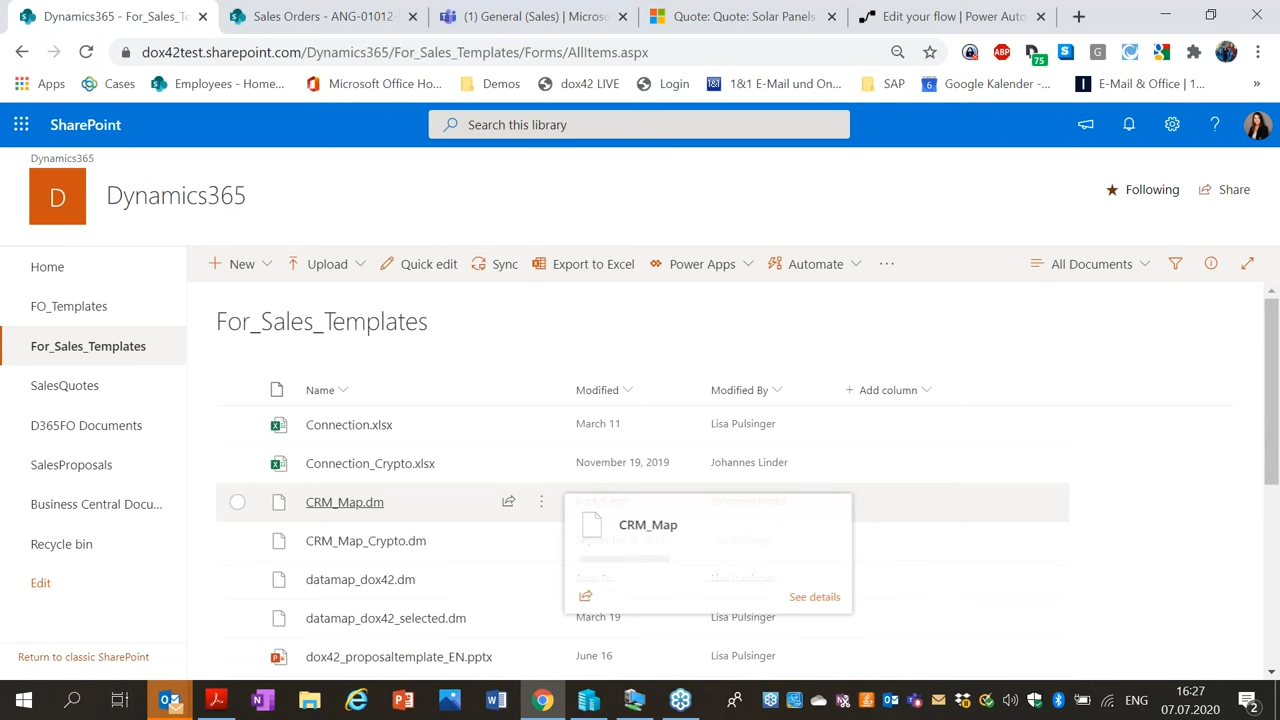 Dynamics365 - For_Sales_Tem
Sales Orders - ANG-01012-
(1) General (Sales) | Microso
Quote: Quote: Solar Panels
Edit your flow | Power Auto
dox42test.sharepoint.com/Dynamics365/For_Sales_Templates/Forms/AllItems.aspx
ABP
75
G
Apps
Cases
Employees - Home...
Microsoft Office Ho...
Demos
dox42 LIVE
Login
1&1 E-Mail und On...
SAP
Google Kalender -...
E-Mail & Office | 1...
»
SharePoint
Search this library
Dynamics365
D
Dynamics365
Following
Share
Home
FO_Templates
For_Sales_Templates
SalesQuotes
D365FO Documents
SalesProposals
Business Central Docu...
Recycle bin
Edit
Return to classic SharePoint
New
Upload
Quick edit
Sync
Export to Excel
Power Apps
Automate
...
All Documents
For_Sales_Templates
Name Modified Modified By Add column
Connection.xlsx March 11 Lisa Pulsinger
Connection_Crypto.xlsx November 19, 2019 Johannes Linder
CRM_Map.dm
CRM_Map_Crypto.dm
datamap_dox42.dm
datamap_dox42_selected.dm March 19 Lisa Pulsinger
dox42_proposaltemplate_EN.pptx June 16 Lisa Pulsinger
CRM_Map
See details
ENG
16:27
07.07.2020
2